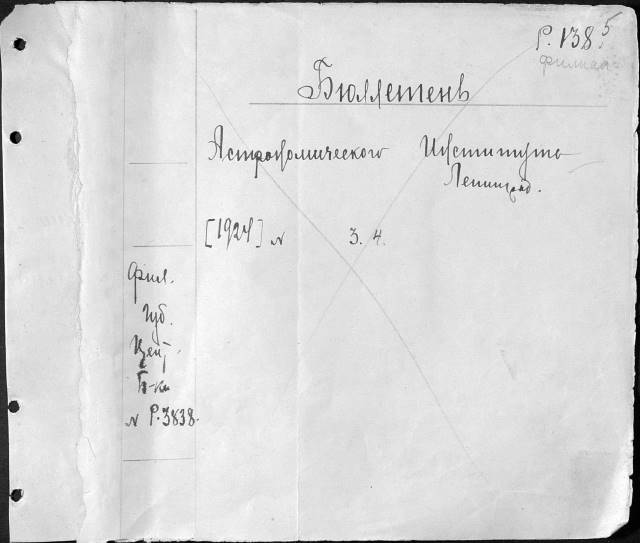 Р. 138⁵
филиал
Бюллетень
Астрономического Института
Ленинград.
[1924] № 3. 4.
Фил.
Губ.
Цент.
Б-ки
№ Р. 3838.